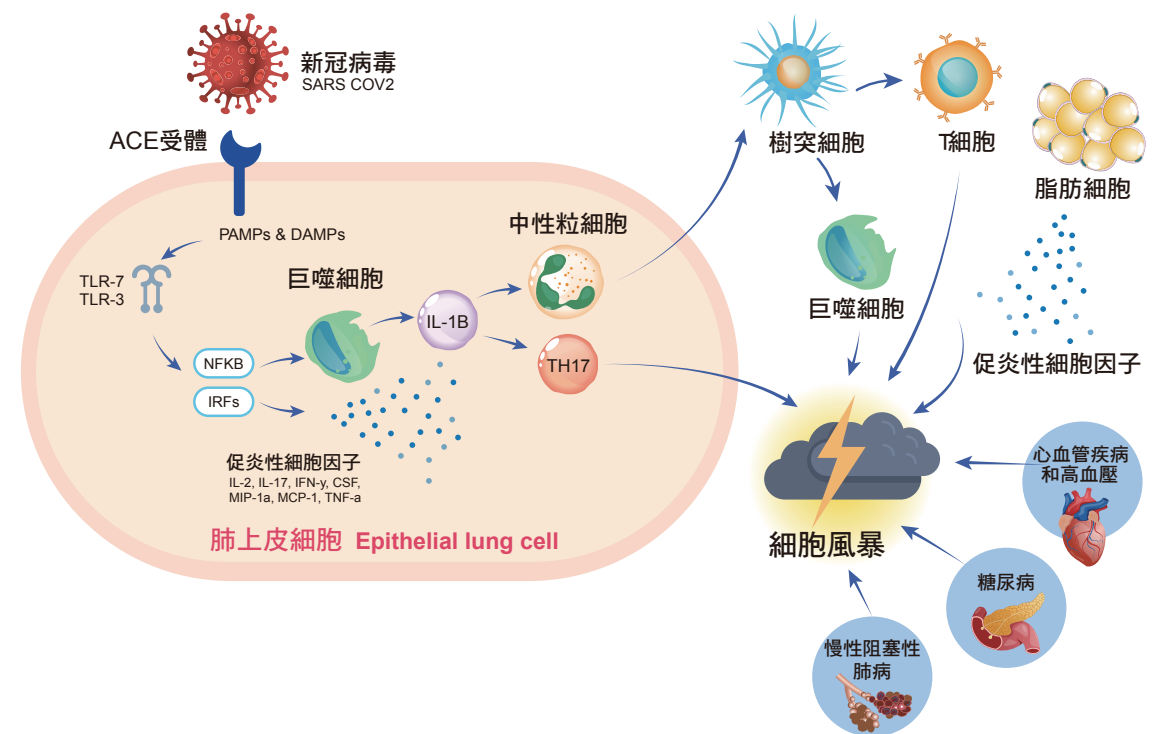 新冠病毒
SARS COV2
ACE受體
PAMPs & DAMPs
TLR-7
TLR-3
巨噬細胞
中性粒細胞
IL-1B
NFKB
TH17
IRFs
促炎性細胞因子
IL-2, IL-17, IFN-y, CSF,
MIP-1a, MCP-1, TNF-a
肺上皮細胞 Epithelial lung cell
樹突細胞
T細胞
脂肪細胞
巨噬細胞
促炎性細胞因子
細胞風暴
心血管疾病
和高血壓
糖尿病
慢性阻塞性
肺病